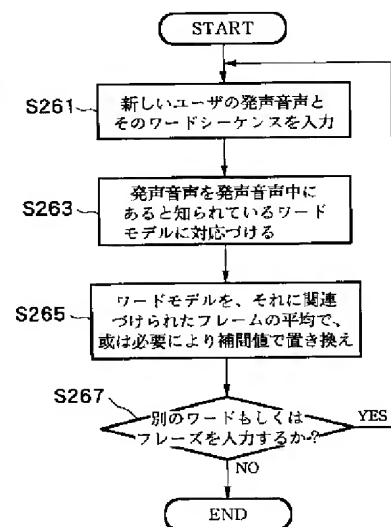 START
S261
新しいユーザの発声音声と
そのワードシーケンスを入力
S263
発声音声を発声音声中に
あると知られているワード
モデルに対応づける
S265
ワードモデルを、それに関連
づけられたフレームの平均で、
或は必要により補間値で置き換え
S267
別のワードもしくは
フレーズを入力するか?
YES
NO
END